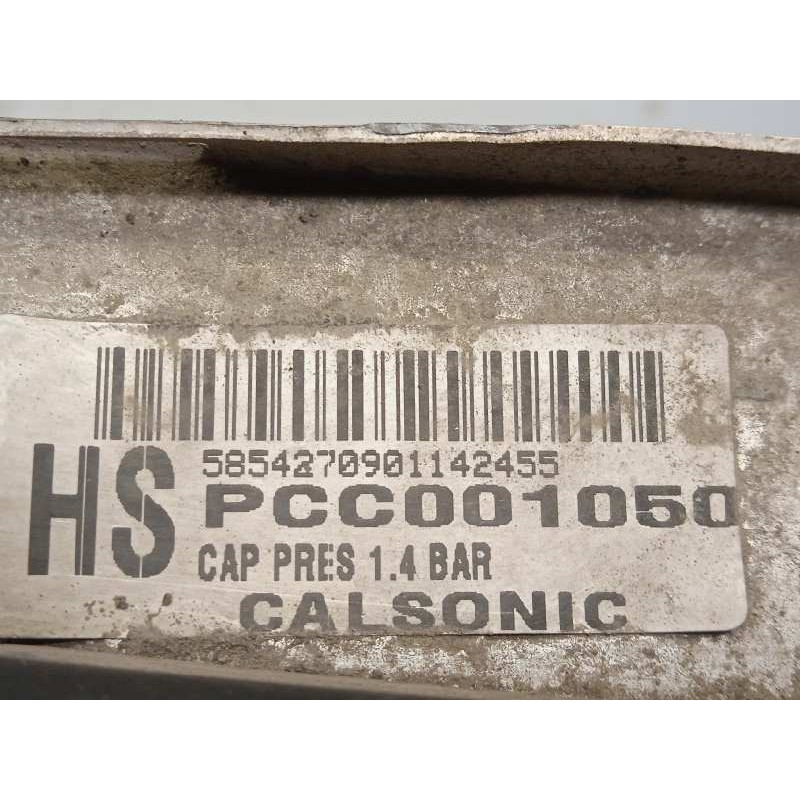 5854270901142455
HS
PCC001050
CAP PRES 1.4 BAR
CALSONIC